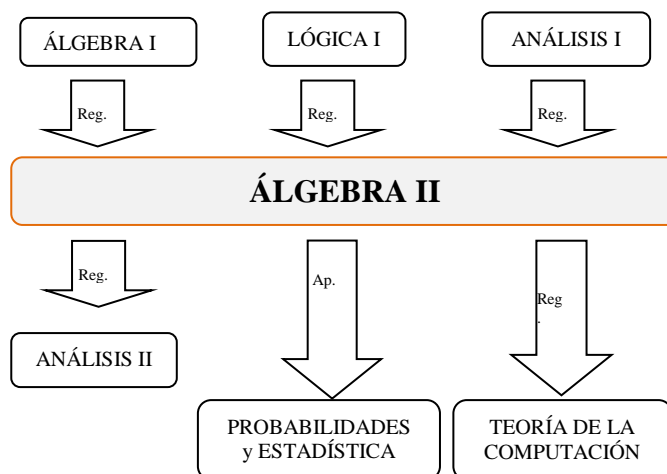 ÁLGEBRA I
LÓGICA I
ANÁLISIS I
Reg.
Reg.
Reg.
ÁLGEBRA II
Reg.
Ap.
Reg
.
ANÁLISIS II
PROBABILIDADES
y ESTADÍSTICA
TEORÍA DE LA
COMPUTACIÓN